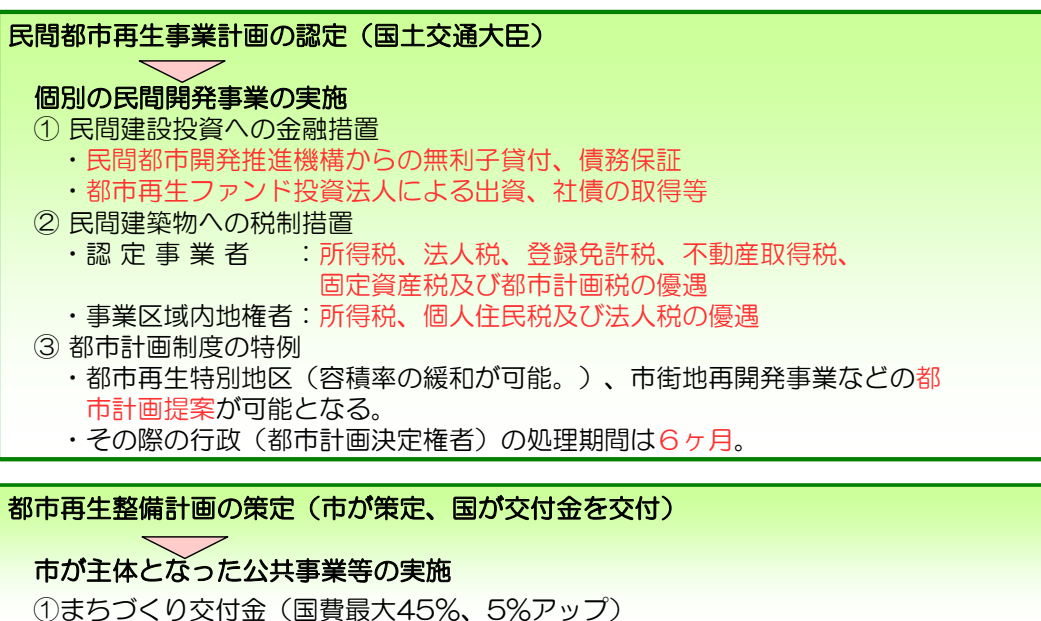 民間都市再生事業計画の認定（国土交通大臣）
個別の民間開発事業の実施
① 民間建設投資への金融措置
・民間都市開発推進機構からの無利子貸付、債務保証
・都市再生ファンド投資法人による出資、社債の取得等
② 民間建築物への税制措置
・認 定 事 業 者　：所得税、法人税、登録免許税、不動産取得税、
固定資産税及び都市計画税の優遇
・事業区域内地権者：所得税、個人住民税及び法人税の優遇
③ 都市計画制度の特例
・都市再生特別地区（容積率の緩和が可能。）、市街地再開発事業などの都
市計画提案が可能となる。
・その際の行政（都市計画決定権者）の処理期間は６ヶ月。
都市再生整備計画の策定（市が策定、国が交付金を交付）
市が主体となった公共事業等の実施
①まちづくり交付金（国費最大45%、5%アップ）